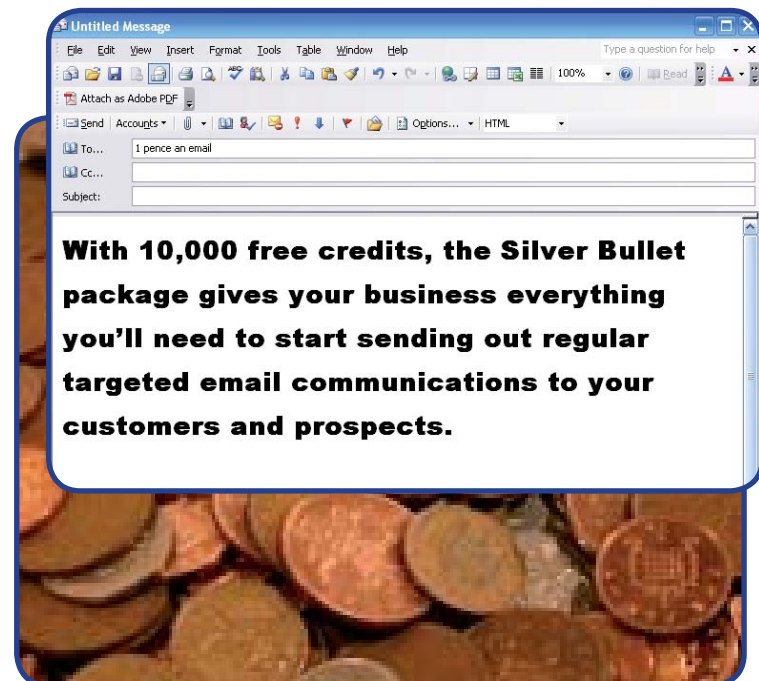 Untitled Message
File Edit View Insert Format Tools Table Window Help Type a question for help
100% Read
Attach as Adobe PDF
Send Accounts Options... HTML
To... 1 pence an email
Cc...
Subject:
With 10,000 free credits, the Silver Bullet
package gives your business everything
you'll need to start sending out regular
targeted email communications to your
customers and prospects.